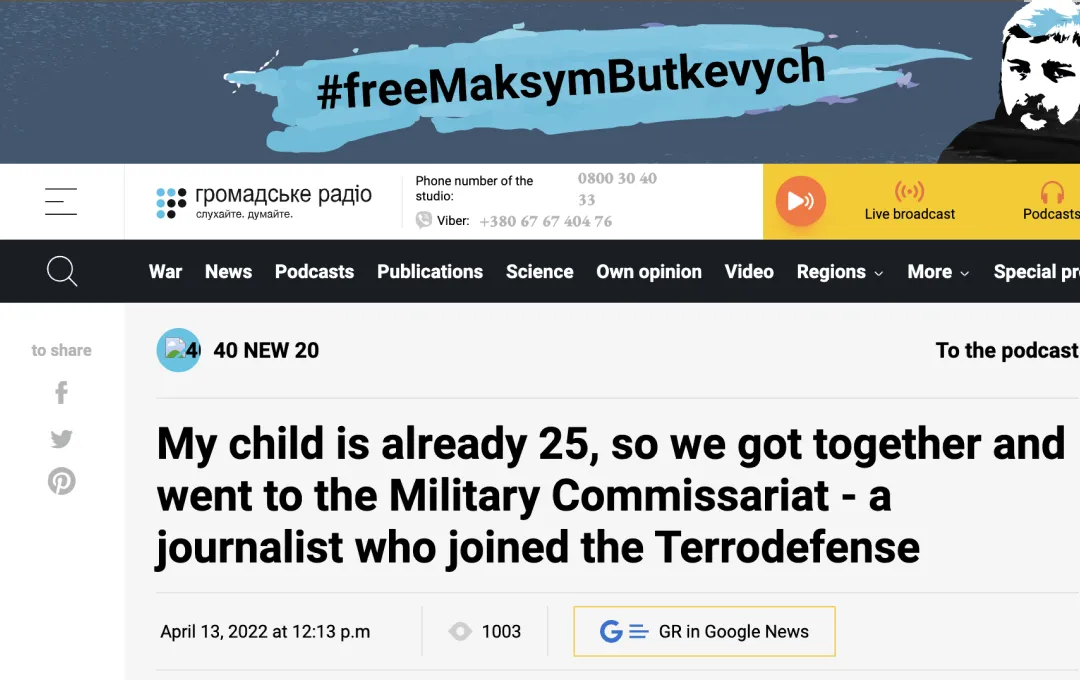 #freeMaksymButkevych
громадське радіо
слухайте. думайте.
Phone number of the
studio:
0800 30 40
33
Viber: +380 67 67 404 76
Live broadcast
Podcasts
War News Podcasts Publications Science Own opinion Video Regions More Special pr
to share
40 NEW 20
To the podcast
My child is already 25, so we got together and
went to the Military Commissariat - a
journalist who joined the Terrodefense
April 13, 2022 at 12:13 p.m
1003
GR in Google News